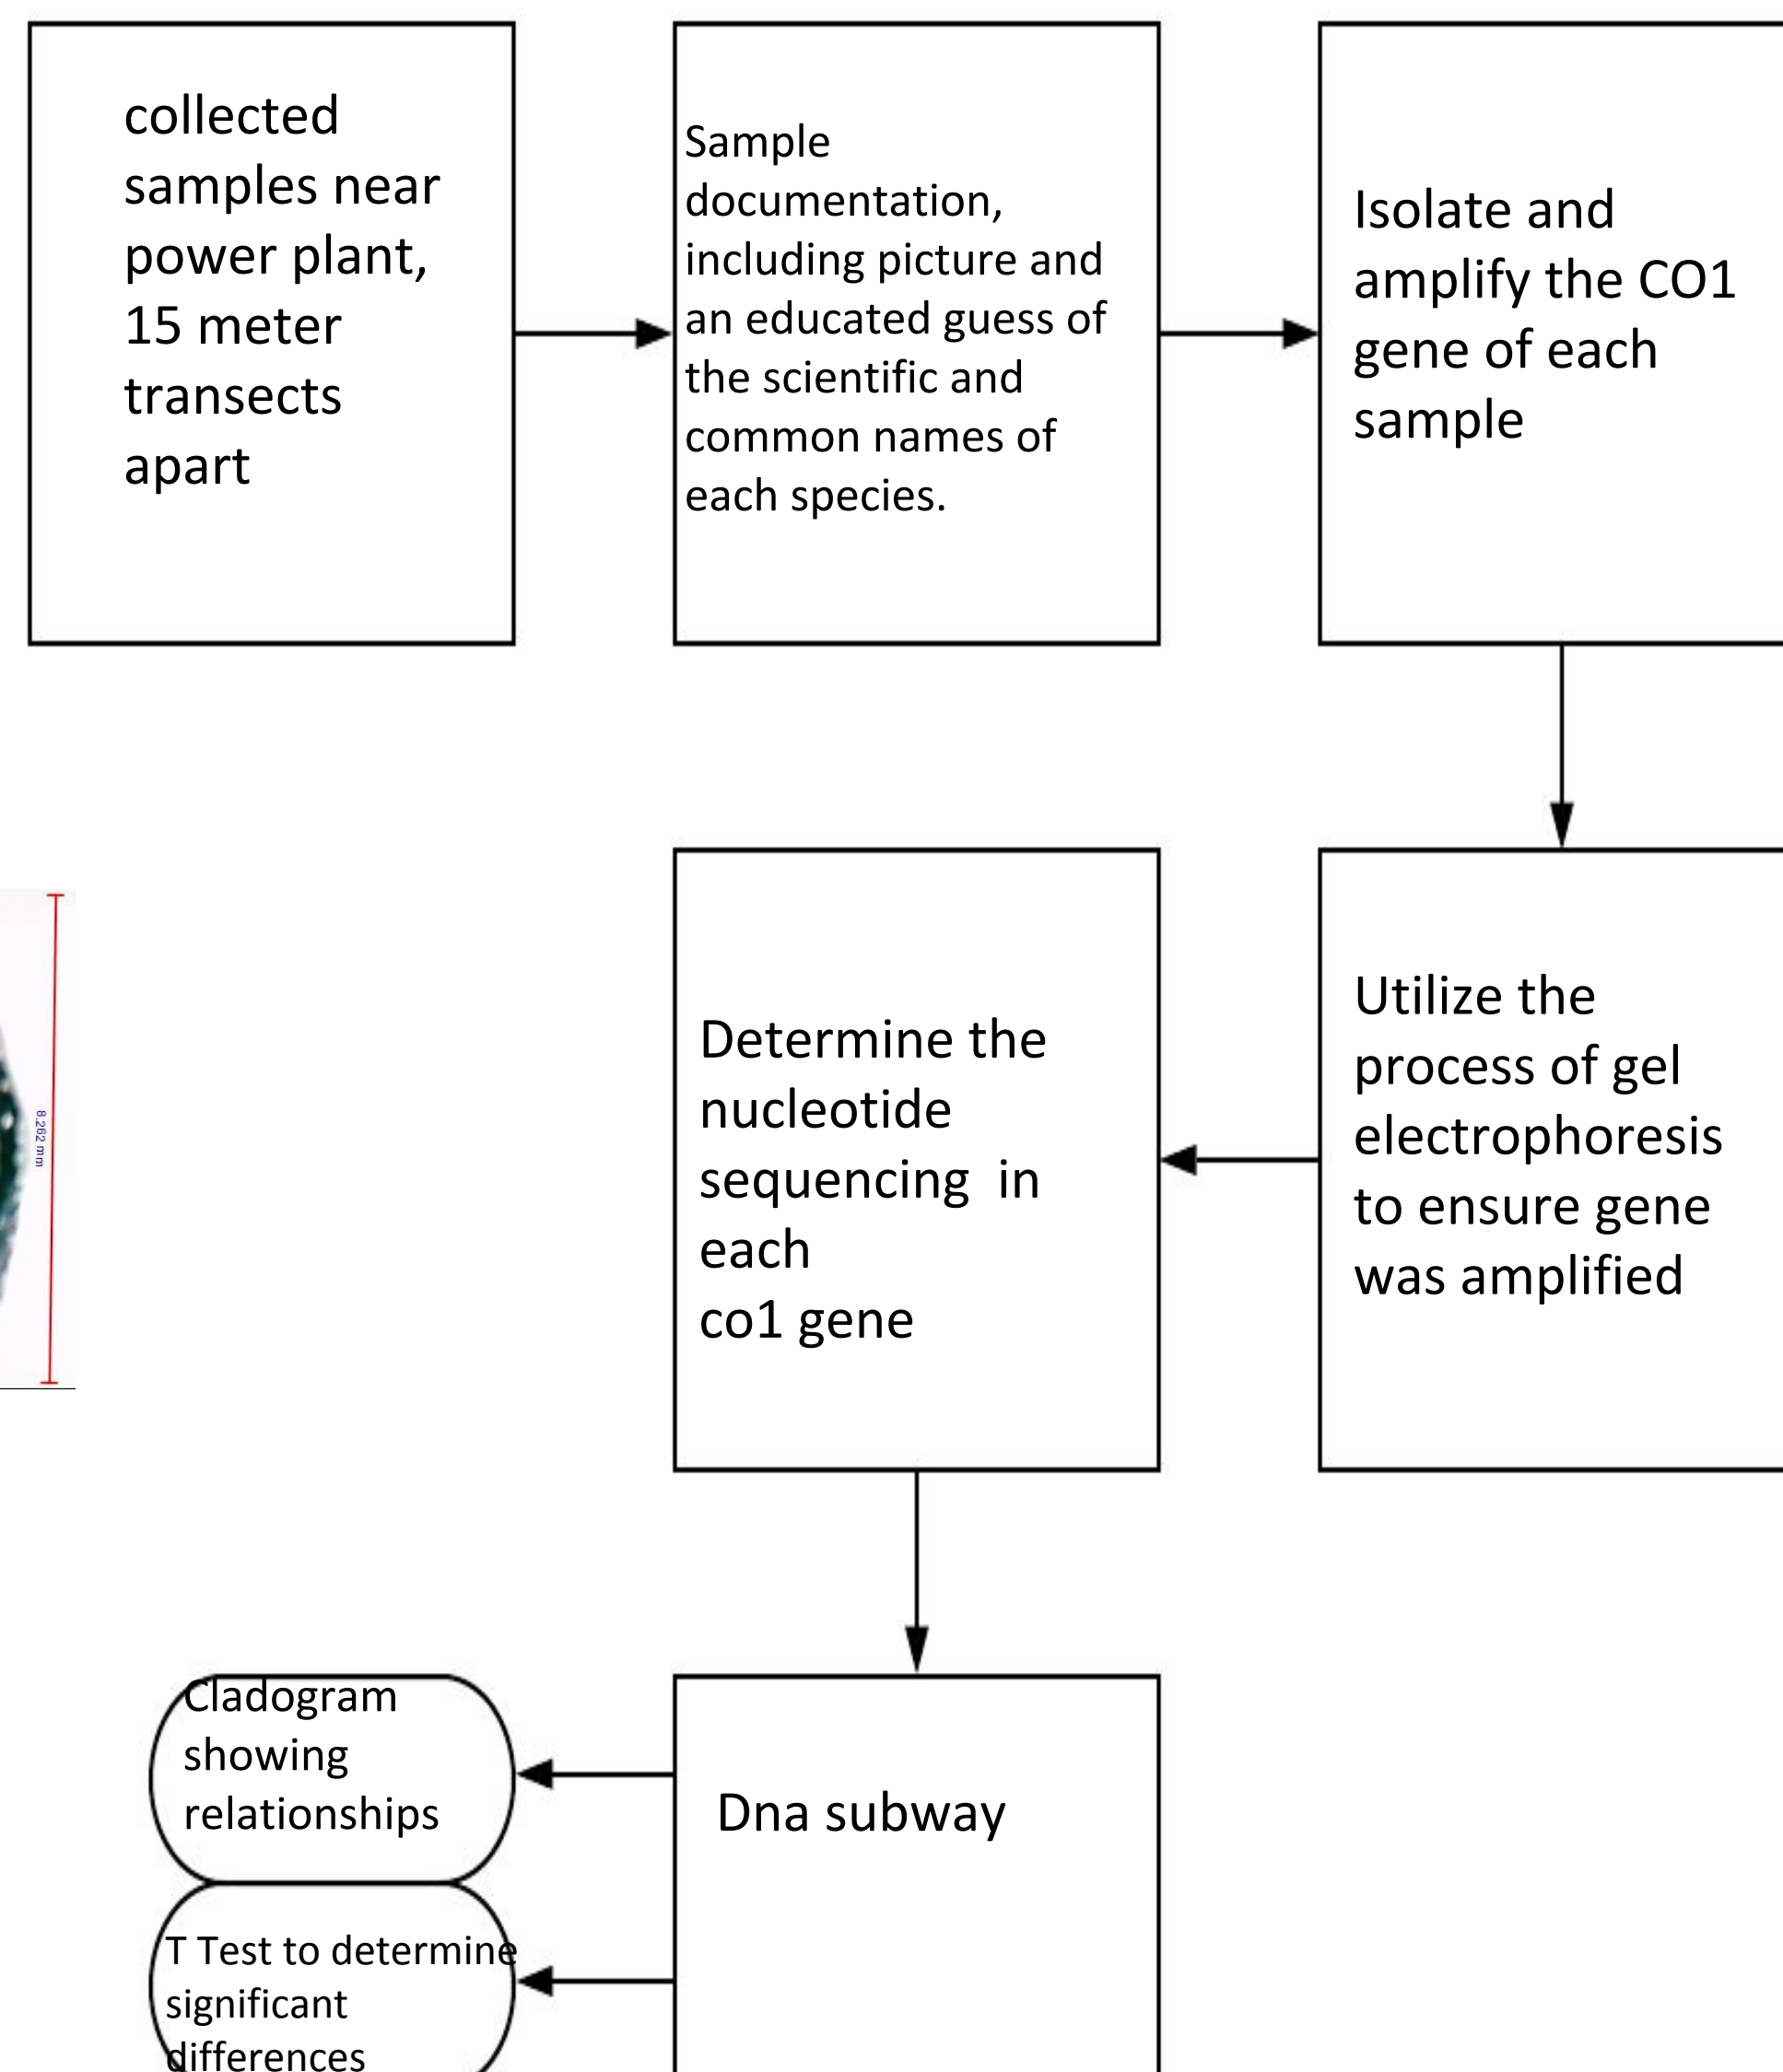 collected
samples near
power plant,
15 meter
transects
apart
Sample
documentation,
including picture and
an educated guess of
the scientific and
common names of
each species.
Isolate and
amplify the CO1
gene of each
sample
Utilize the
process of gel
electrophoresis
to ensure gene
was amplified
Determine the
nucleotide
sequencing  in
each
co1 gene
8.262 mm
Dna subway
Cladogram
showing
relationships
T Test to determine
significant
differences